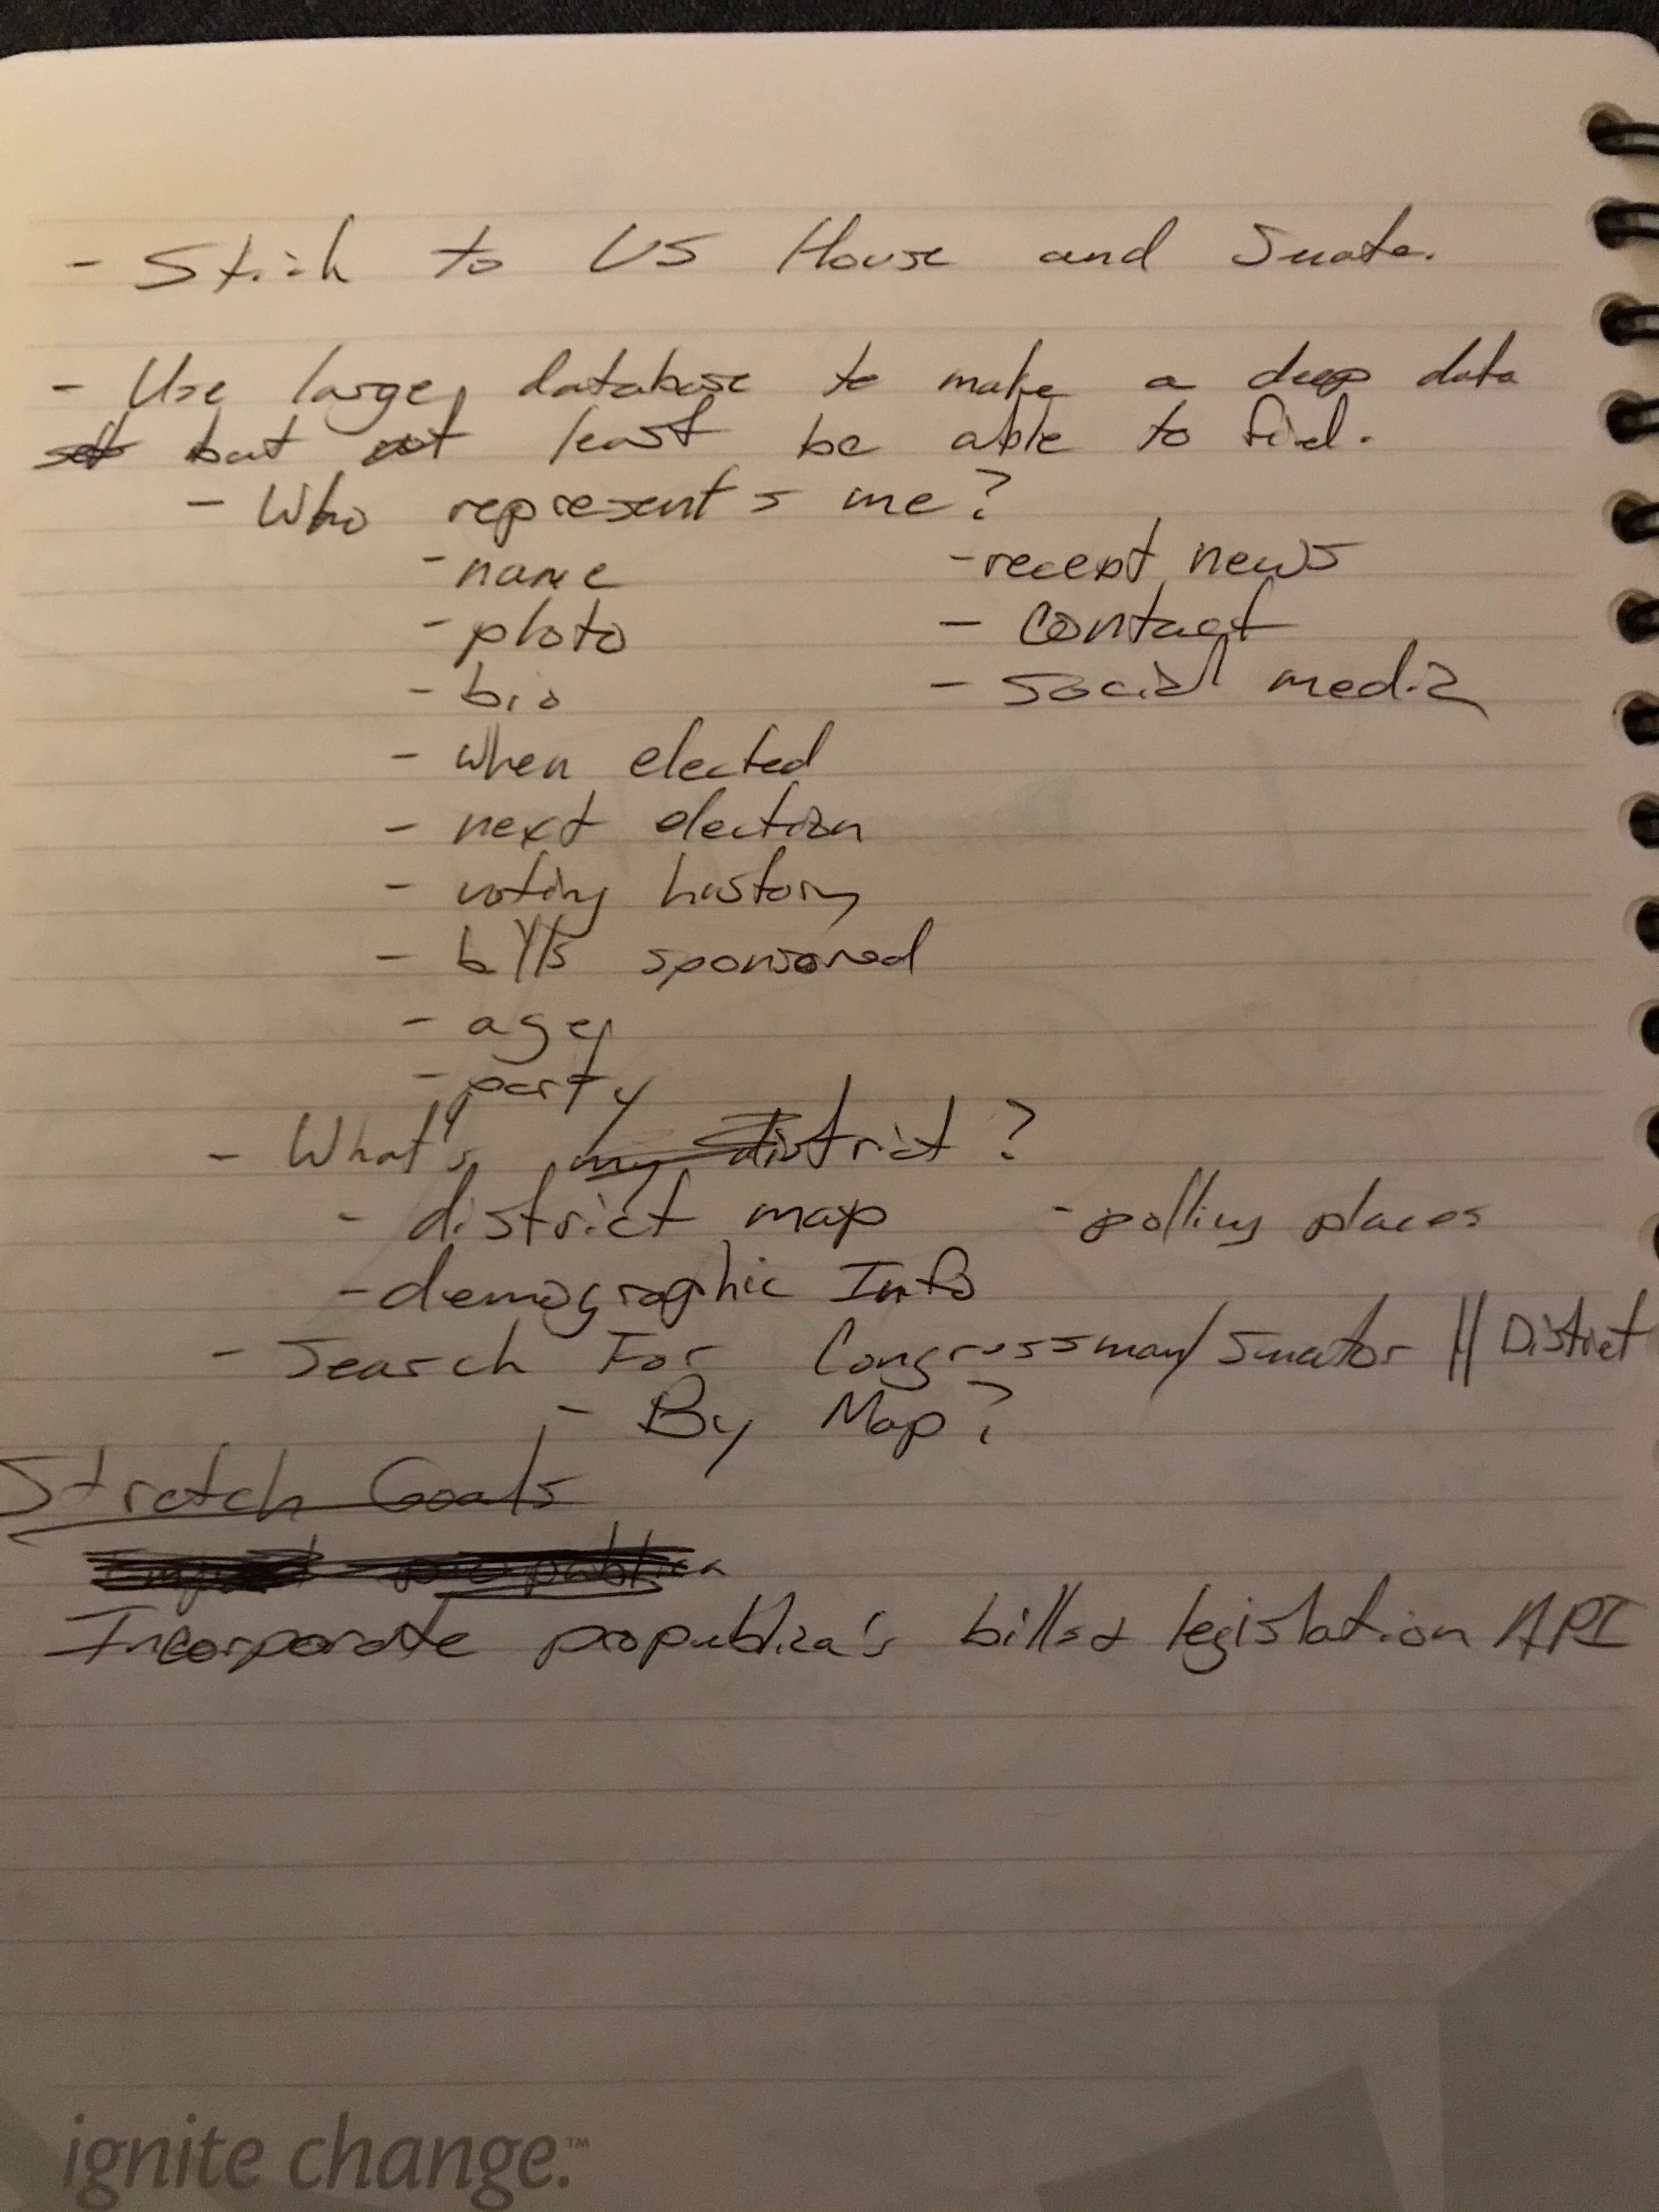 - Stick to US House and Senate.
- Use large database to make a deep data
set but at least be able to find.
- Who represents me?
- name - recent news
- photo - contact
- bio - social media
- when elected
- next election
- voting history
- bills sponsored
- age
- party
- What's my district?
- district map - polling places
- demographic Info
- Search For Congressman/Senator || District
- By Map?
Stretch Goals
Incorporate propublica's bills & legislation API
ignite change.™